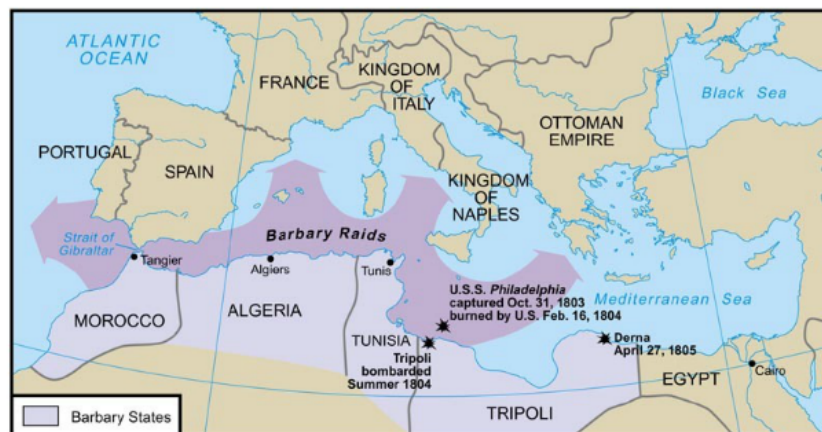 ATLANTIC
OCEAN
FRANCE
KINGDOM
OF
ITALY
Black Sea
OTTOMAN
EMPIRE
PORTUGAL
SPAIN
KINGDOM
OF
NAPLES
Barbary Raids
Strait of
Gibraltar
Tangier
Algiers
Tunis
U.S.S. Philadelphia
captured Oct. 31, 1803
burned by U.S. Feb. 16, 1804
Mediterranean Sea
MOROCCO
ALGERIA
TUNISIA
Tripoli
bombarded
Summer 1804
Derna
April 27, 1805
EGYPT
Cairo
TRIPOLI
Barbary States